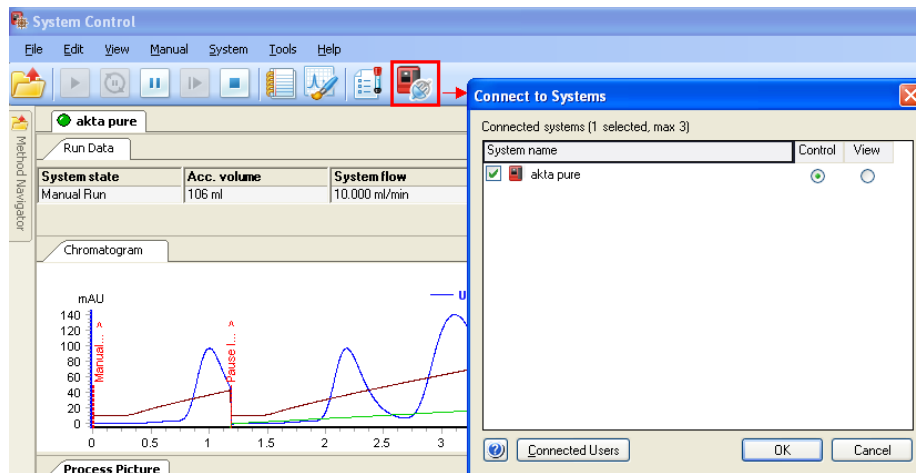 System Control
File Edit View Manual System Tools Help
akta pure
Method Navigator
Run Data
System state Acc. volume System flow
Manual Run 106 ml 10.000 ml/min
Chromatogram
mAU
U
140
120
100
80
60
40
20
0
Manual... ^
Pause I... ^
0 0.5 1 1.5 2 2.5 3
Process Picture
Connect to Systems
Connected systems (1 selected, max 3)
System name Control View
akta pure
Connected Users OK Cancel